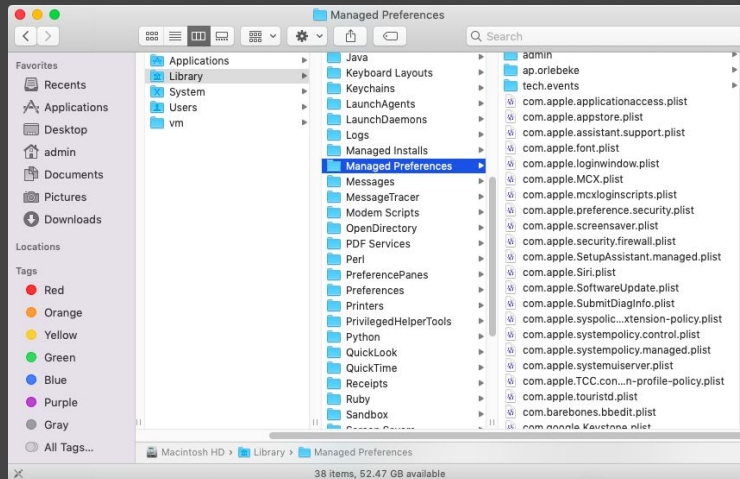 Managed Preferences
Search
Favorites
Recents
Applications
Desktop
admin
Documents
Pictures
Downloads
Locations
Tags
Red
Orange
Yellow
Green
Blue
Purple
Gray
All Tags...
Applications
Library
System
Users
vm
Java
Keyboard Layouts
Keychains
LaunchAgents
LaunchDaemons
Logs
Managed Installs
Managed Preferences
Messages
MessageTracer
Modem Scripts
OpenDirectory
PDF Services
Perl
PreferencePanes
Preferences
Printers
PrivilegedHelperTools
Python
QuickLook
QuickTime
Receipts
Ruby
Sandbox
Screen Savers
admin
ap.orlebeke
tech.events
com.apple.applicationaccess.plist
com.apple.appstore.plist
com.apple.assistant.support.plist
com.apple.font.plist
com.apple.loginwindow.plist
com.apple.MCX.plist
com.apple.mcxloginscripts.plist
com.apple.preference.security.plist
com.apple.screensaver.plist
com.apple.security.firewall.plist
com.apple.SetupAssistant.managed.plist
com.apple.Siri.plist
com.apple.SoftwareUpdate.plist
com.apple.SubmitDiagInfo.plist
com.apple.syspolic...xtension-policy.plist
com.apple.systempolicy.control.plist
com.apple.systempolicy.managed.plist
com.apple.systemuiserver.plist
com.apple.TCC.con...n-profile-policy.plist
com.apple.touristd.plist
com.barebones.bbedit.plist
com.google.Keystone.plist
Macintosh HD › Library › Managed Preferences
38 items, 52.47 GB available